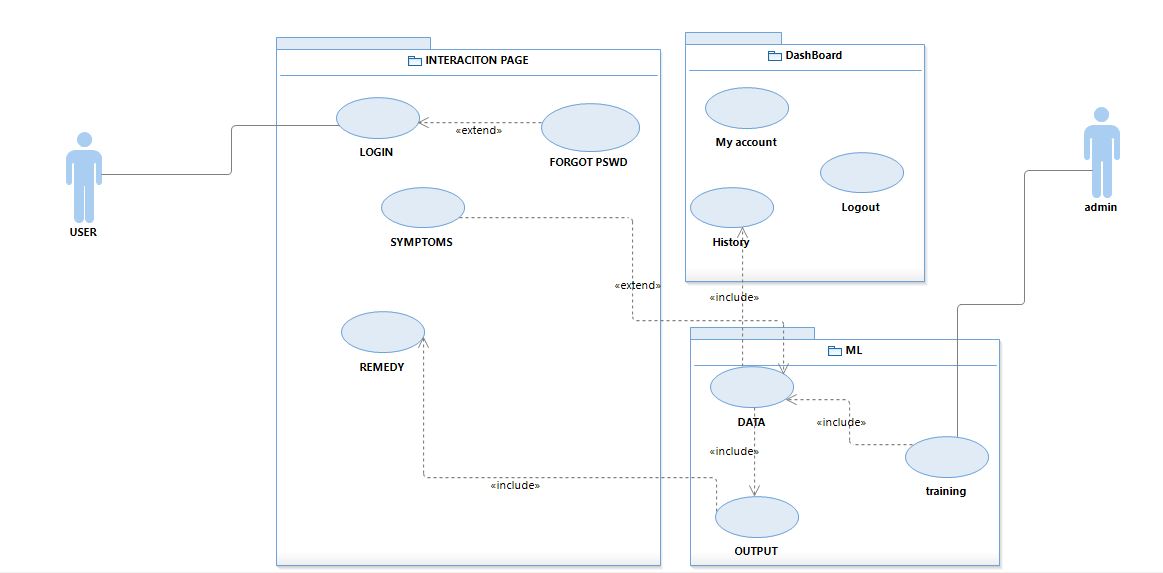 INTERACITON PAGE
LOGIN
«extend»
FORGOT PSWD
SYMPTOMS
«extend»
REMEDY
«include»
USER
DashBoard
My account
Logout
History
«include»
admin
ML
DATA
«include»
«include»
training
OUTPUT